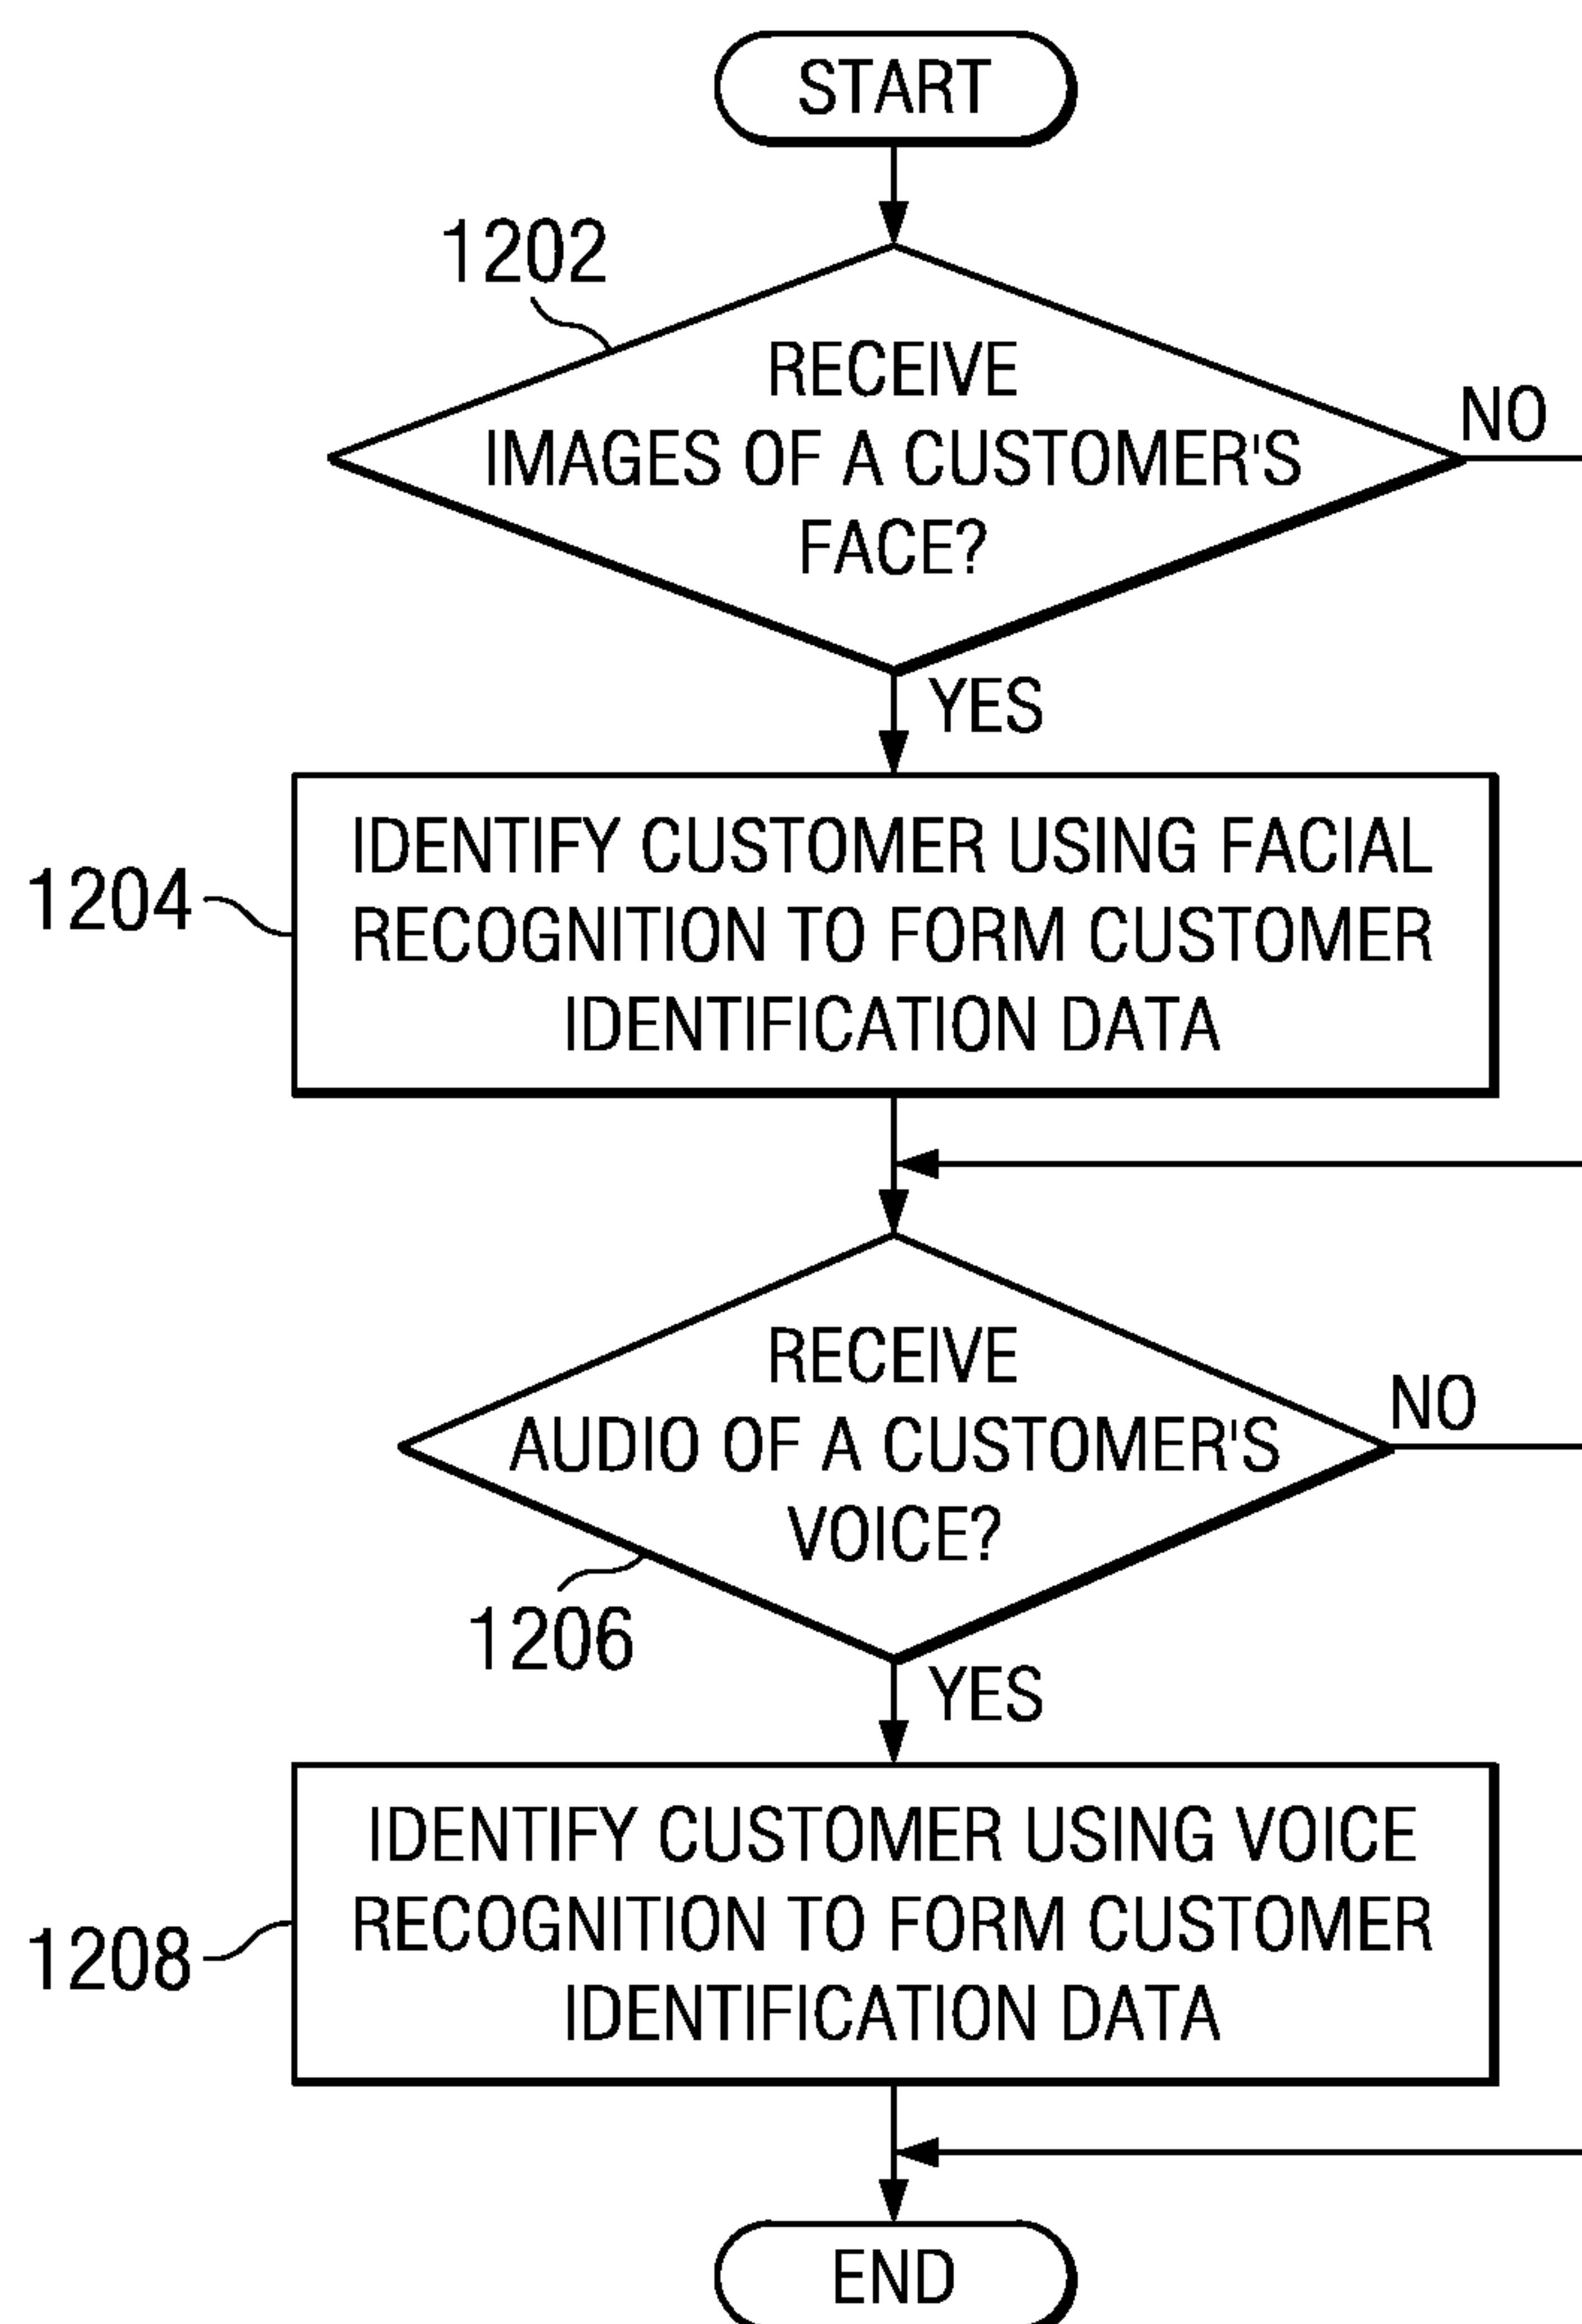 START
1202
RECEIVE
IMAGES OF A CUSTOMER'S
FACE?
NO
YES
1204
IDENTIFY CUSTOMER USING FACIAL
RECOGNITION TO FORM CUSTOMER
IDENTIFICATION DATA
RECEIVE
AUDIO OF A CUSTOMER'S
VOICE?
NO
1206
YES
1208
IDENTIFY CUSTOMER USING VOICE
RECOGNITION TO FORM CUSTOMER
IDENTIFICATION DATA
END